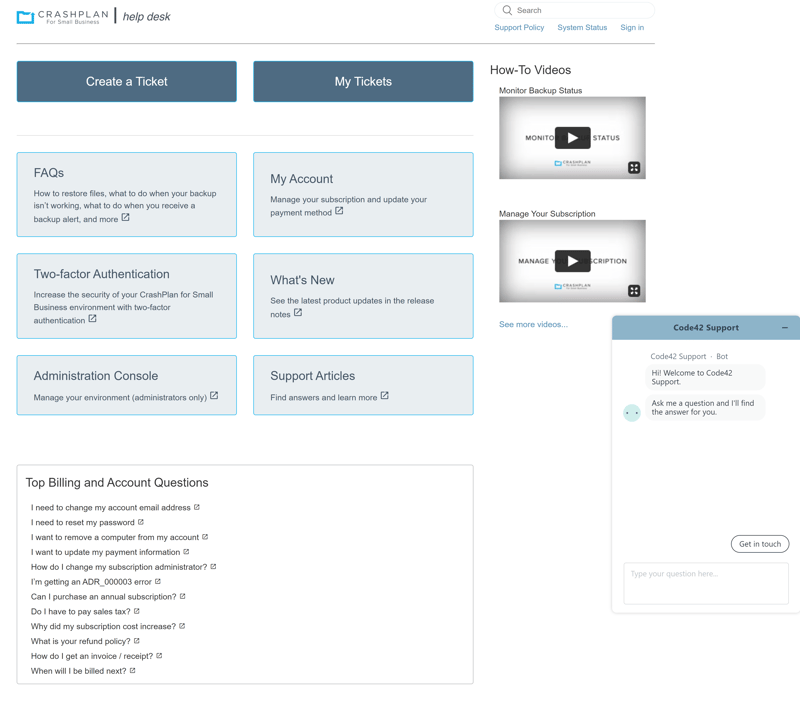 CRASHPLAN
For Small Business
help desk
Search
Support Policy
System Status
Sign in
Create a Ticket
My Tickets
FAQs
How to restore files, what to do when your backup
isn't working, what to do when you receive a
backup alert, and more
My Account
Manage your subscription and update your
payment method
Two-factor Authentication
Increase the security of your CrashPlan for Small
Business environment with two-factor
authentication
What's New
See the latest product updates in the release
notes
Administration Console
Manage your environment (administrators only)
Support Articles
Find answers and learn more
Top Billing and Account Questions
I need to change my account email address
I need to reset my password
I want to remove a computer from my account
I want to update my payment information
How do I change my subscription administrator?
I'm getting an ADR_000003 error
Can I purchase an annual subscription?
Do I have to pay sales tax?
Why did my subscription cost increase?
What is your refund policy?
How do I get an invoice / receipt?
When will I be billed next?
How-To Videos
Monitor Backup Status
MONITO STATUS
CRASHPLAN
Manage Your Subscription
MANAGE Y SCRIPTION
CRASHPLAN
See more videos...
Code42 Support
Code42 Support · Bot
Hi! Welcome to Code42
Support.
Ask me a question and I'll find
the answer for you.
Get in touch
Type your question here...